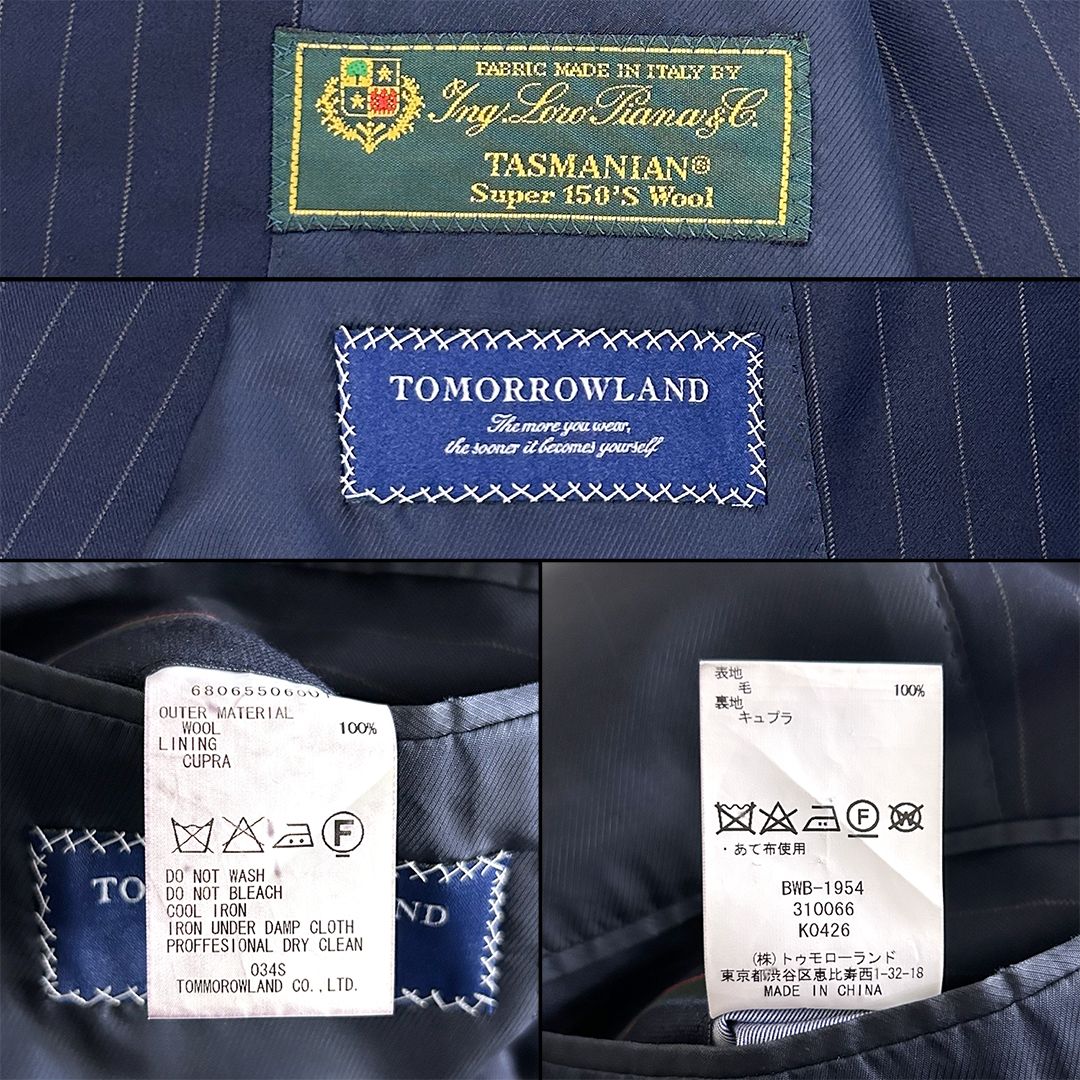 FABRIC MADE IN ITALY BY
Ing. Loro Piana & C.
TASMANIAN®
Super 150'S Wool
TOMORROWLAND
The more you wear,
the sooner it becomes yourself
OUTER MATERIAL
WOOL 100%
LINING
CUPRA
F
DO NOT WASH
DO NOT BLEACH
COOL IRON
IRON UNDER DAMP CLOTH
PROFFESIONAL DRY CLEAN
034S
TOMMOROWLAND CO.,LTD.
TO ND
表地
毛 100%
裏地
キュプラ
F W
・あて布使用
BWB-1954
310066
K0426
(株)トゥモローランド
東京都渋谷区恵比寿西1-32-18
MADE IN CHINA